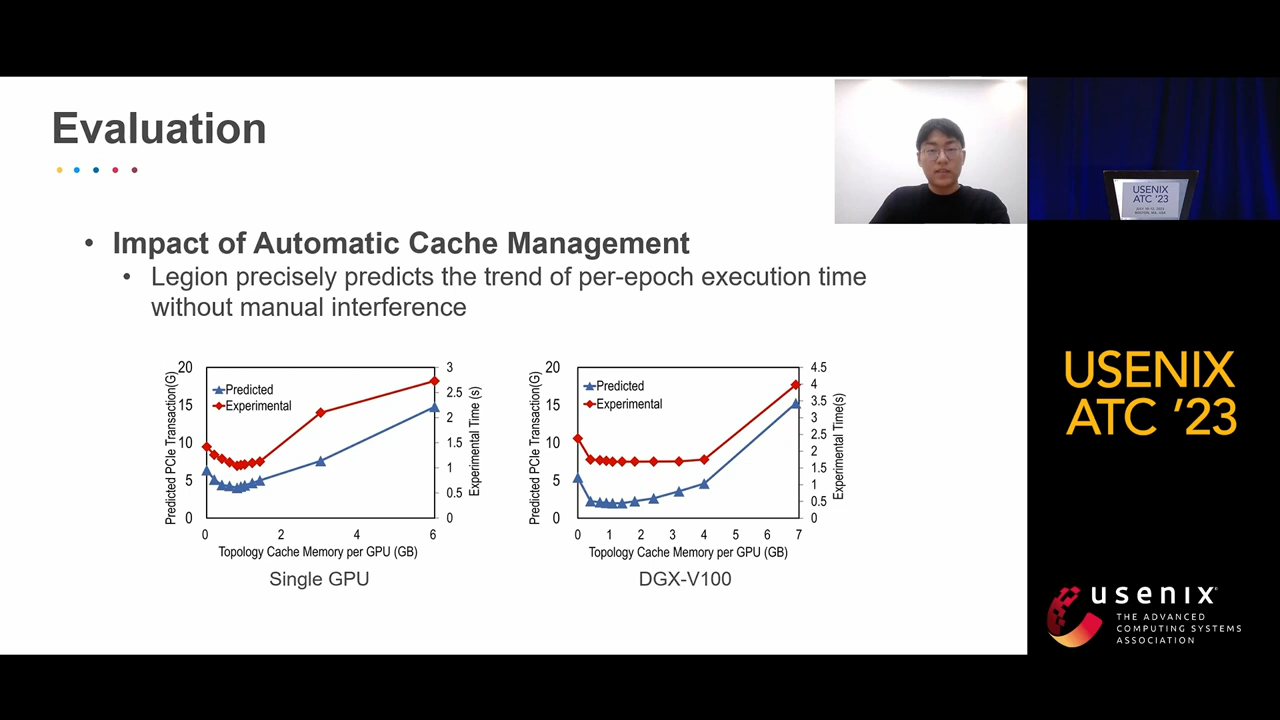 Evaluation
• Impact of Automatic Cache Management
• Legion precisely predicts the trend of per-epoch execution time
without manual interference
Predicted PCIe Transaction(G)
20
15
10
5
0
Predicted
Experimental
3
2.5
2
1.5
1
0.5
0
Experimental Time (s)
0 2 4 6
Topology Cache Memory per GPU (GB)
Single GPU
Predicted PCIe Transaction(G)
20
15
10
5
0
Predicted
Experimental
4.5
4
3.5
3
2.5
2
1.5
1
0.5
0
Experimental Time(s)
0 1 2 3 4 5 6 7
Topology Cache Memory per GPU (GB)
DGX-V100
USENIX
ATC '23
USENIX
ATC '23
usenix
THE ADVANCED
COMPUTING SYSTEMS
ASSOCIATION